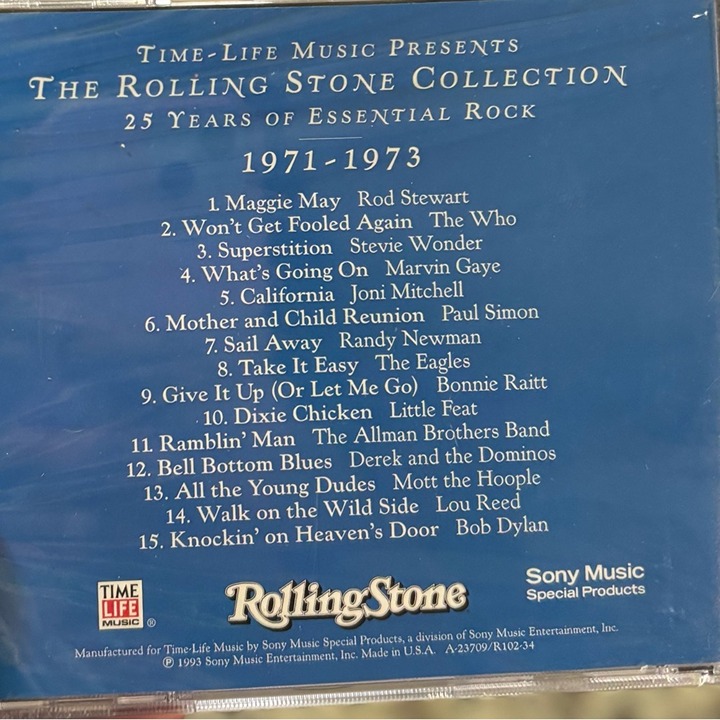 TIME-LIFE MUSIC PRESENTS
THE ROLLING STONE COLLECTION
25 YEARS OF ESSENTIAL ROCK
1971-1973
1. Maggie May Rod Stewart
2. Won't Get Fooled Again The Who
3. Superstition Stevie Wonder
4. What's Going On Marvin Gaye
5. California Joni Mitchell
6. Mother and Child Reunion Paul Simon
7. Sail Away Randy Newman
8. Take It Easy The Eagles
9. Give It Up (Or Let Me Go) Bonnie Raitt
10. Dixie Chicken Little Feat
11. Ramblin' Man The Allman Brothers Band
12. Bell Bottom Blues Derek and the Dominos
13. All the Young Dudes Mott the Hoople
14. Walk on the Wild Side Lou Reed
15. Knockin' on Heaven's Door Bob Dylan
TIME
LIFE
MUSIC ®
RollingStone
Sony Music
Special Products
Manufactured for Time-Life Music by Sony Music Special Products, a division of Sony Music Entertainment, Inc.
℗ 1993 Sony Music Entertainment, Inc. Made in U.S.A. A-23709/R102-34